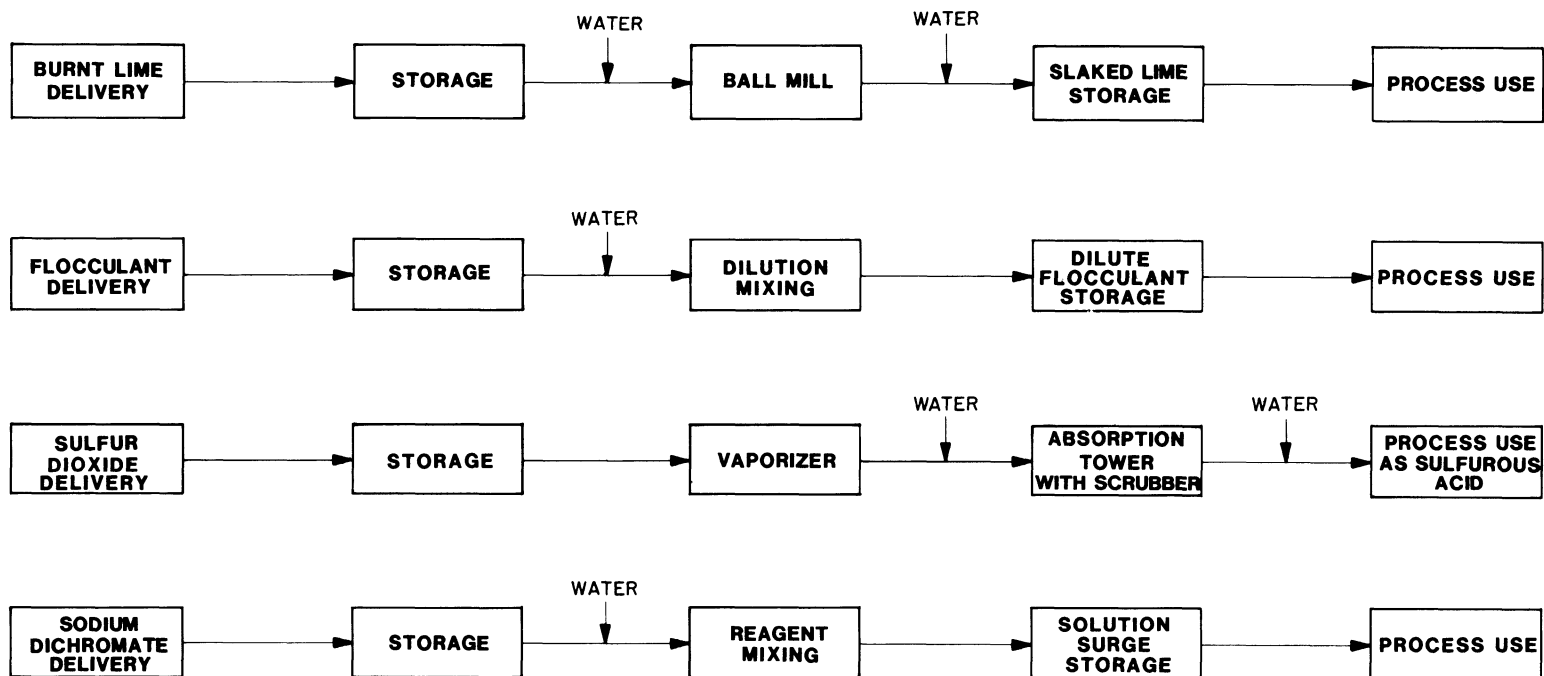 WATER
WATER
BURNT LIME
DELIVERY
STORAGE
BALL MILL
SLAKED LIME
STORAGE
PROCESS USE
WATER
FLOCCULANT
DELIVERY
STORAGE
DILUTION
MIXING
DILUTE
FLOCCULANT
STORAGE
PROCESS USE
WATER
WATER
SULFUR
DIOXIDE
DELIVERY
STORAGE
VAPORIZER
ABSORPTION
TOWER
WITH SCRUBBER
PROCESS USE
AS SULFUROUS
ACID
WATER
SODIUM
DICHROMATE
DELIVERY
STORAGE
REAGENT
MIXING
SOLUTION
SURGE
STORAGE
PROCESS USE